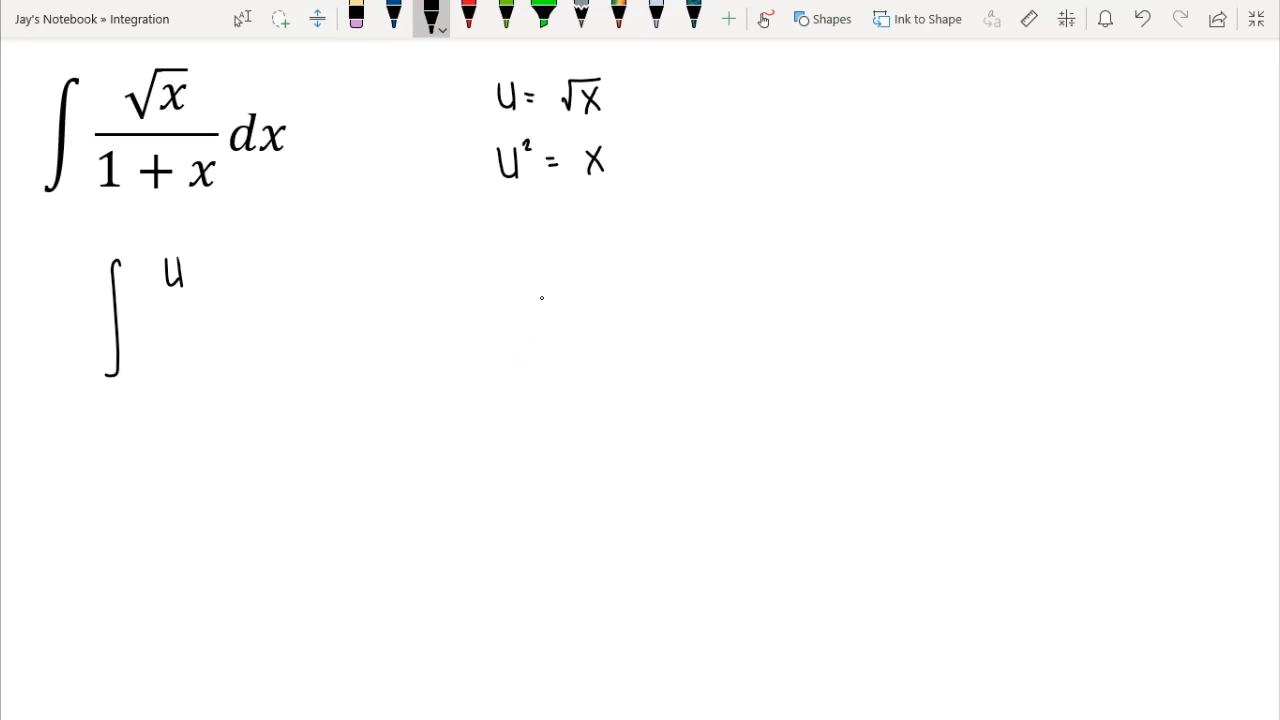 Jay's Notebook » Integration
Shapes
Ink to Shape
∫ √x / (1 + x) dx
u = √x
u² = x
∫ u